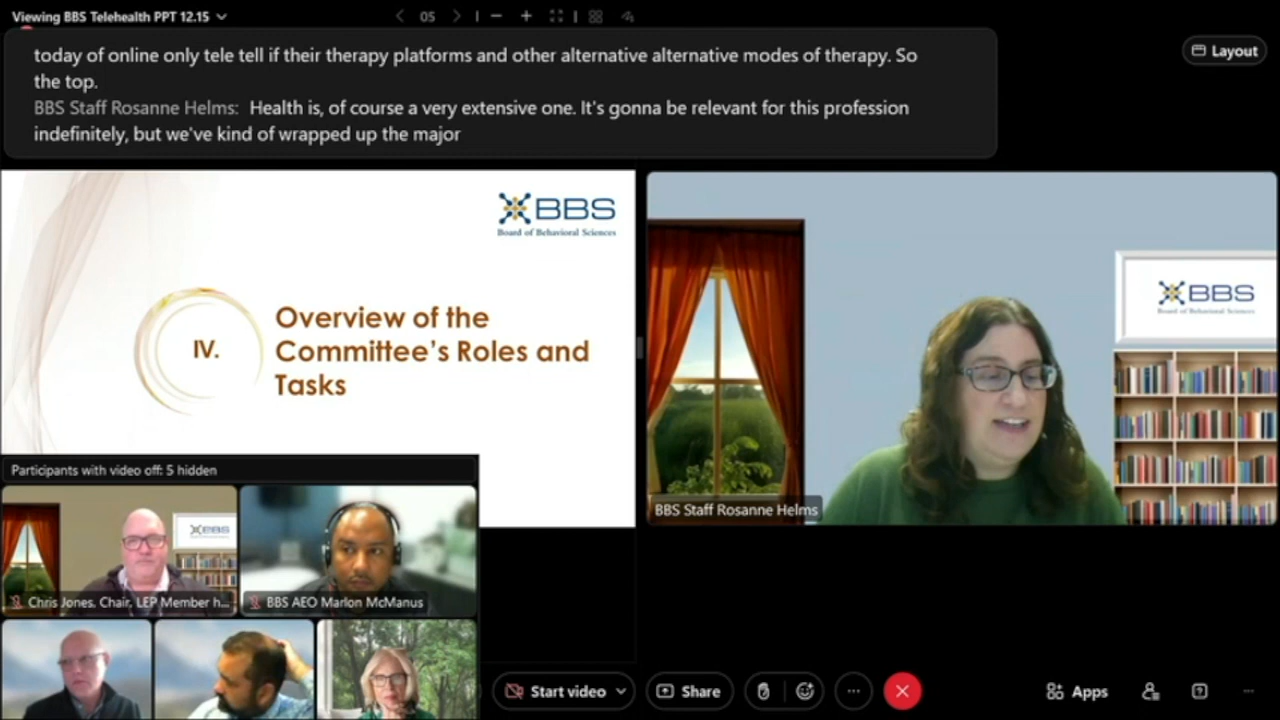 Viewing BBS Telehealth PPT 12.15
05
today of online only tele tell if their therapy platforms and other alternative alternative modes of therapy. So
the top.
BBS Staff Rosanne Helms: Health is, of course a very extensive one. It's gonna be relevant for this profession
indefinitely, but we've kind of wrapped up the major
Layout
BBS
Board of Behavioral Sciences
IV.
Overview of the
Committee's Roles and
Tasks
BBS
Board of Behavioral Sciences
BBS Staff Rosanne Helms
Participants with video off: 5 hidden
BBS
Chris Jones, Chair, LEP Member h...
BBS AEO Marlon McManus
Start video
Share
Apps